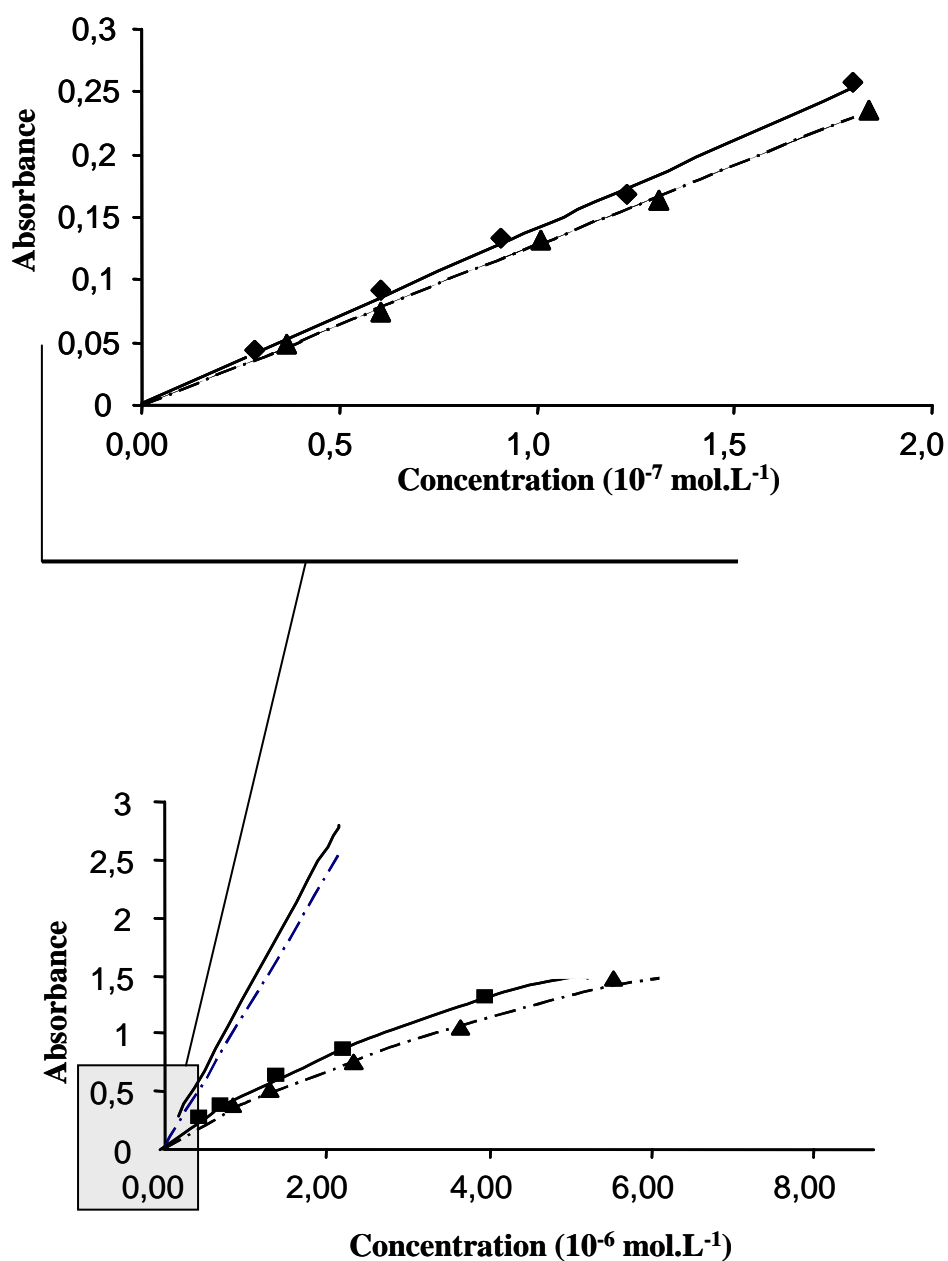 0,3
0,25
0,2
0,15
0,1
0,05
0
Absorbance
0,00 0,5 1,0 1,5 2,0
Concentration (10-7 mol.L-1)
3
2,5
2
1,5
1
0,5
0
Absorbance
0,00 2,00 4,00 6,00 8,00
Concentration (10-6 mol.L-1)